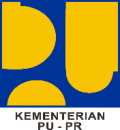 KEMENTERIAN
PU - PR